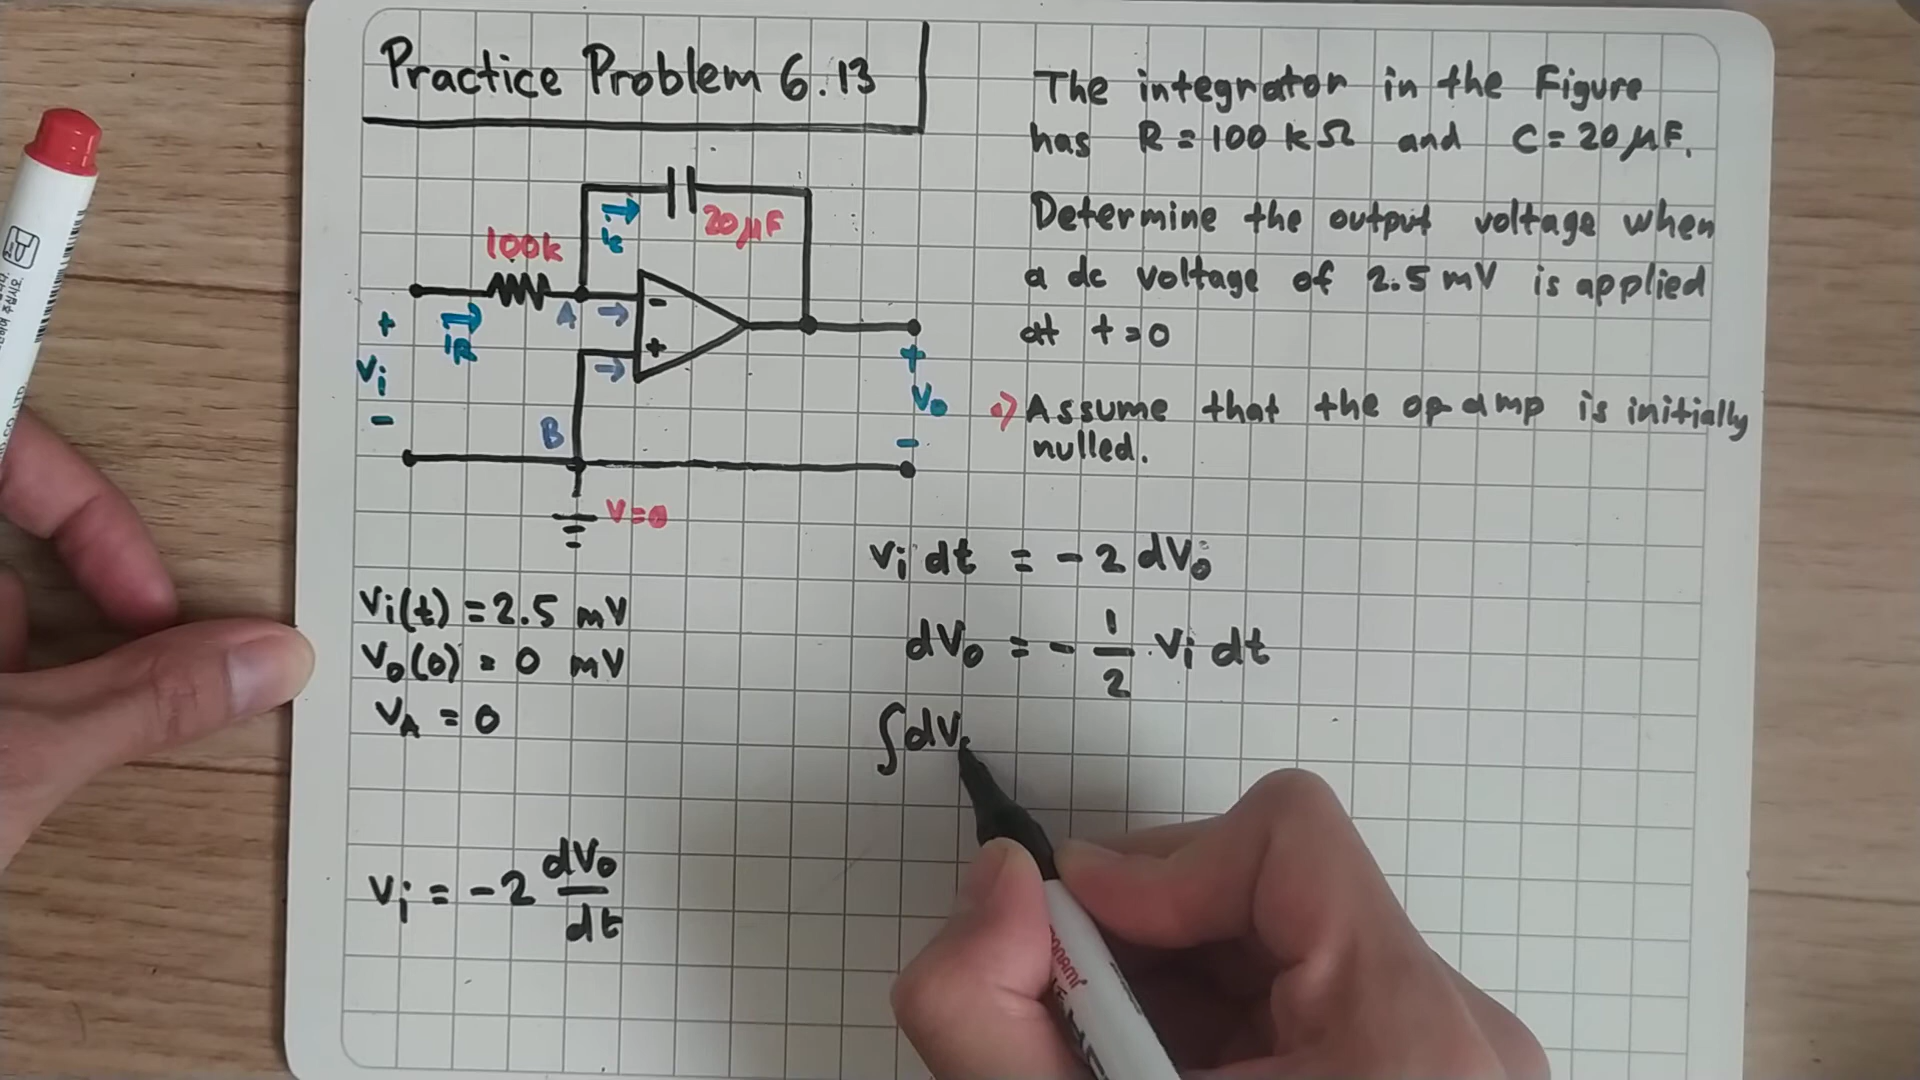 Practice Problem 6.13
The integrator in the Figure
has R = 100 kΩ and C = 20 μF.
Determine the output voltage when
a dc voltage of 2.5 mV is applied
at t = 0
Assume that the op amp is initially
nulled.
20 μF
ic
100k
A
-
+
iR
+
Vi
-
+
Vo
-
B
V=0
Vi(t) = 2.5 mV
Vo(0) = 0 mV
VA = 0
Vi = -2 dVo/dt
Vi dt = -2 dVo
dVo = - 1/2 . Vi dt
∫dV